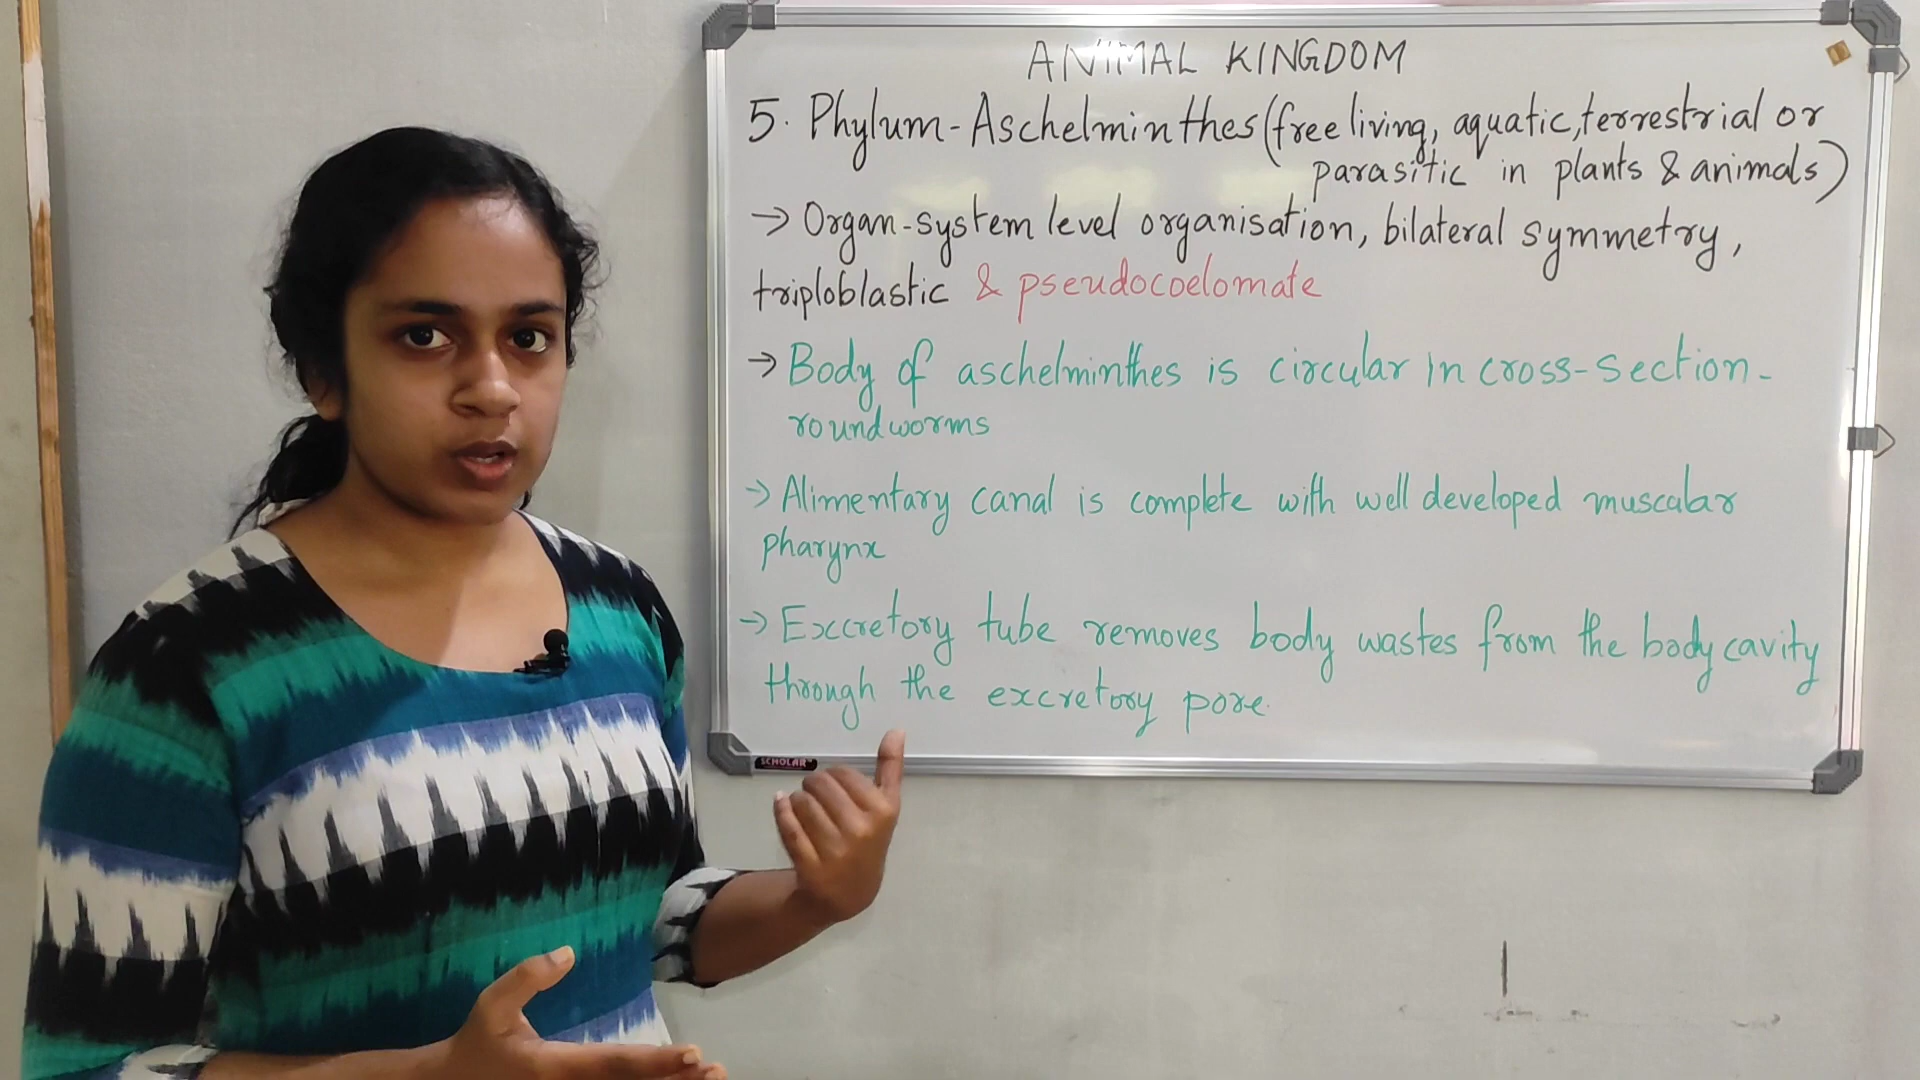 ANIMAL KINGDOM
5. Phylum-Aschelminthes (free living, aquatic, terrestrial or
parasitic in plants & animals)
→ Organ-system level organisation, bilateral symmetry,
triploblastic & pseudocoelomate
→ Body of aschelminthes is circular in cross-section-
roundworms
→ Alimentary canal is complete with well developed muscular
pharynx
→ Excretory tube removes body wastes from the body cavity
through the excretory pore.
SCHOLAR